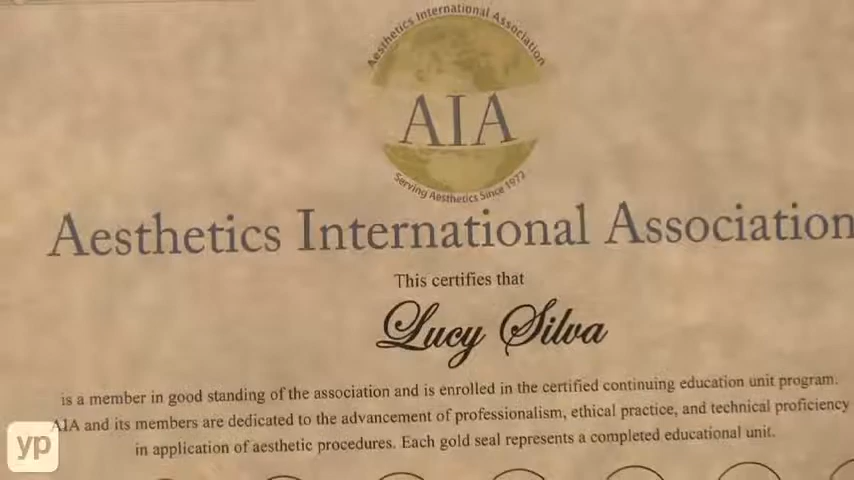 Aesthetics International Association
AIA
Serving Aesthetics Since 1972
Aesthetics International Association
This certifies that
Lucy Silva
is a member in good standing of the association and is enrolled in the certified continuing education unit program.
AIA and its members are dedicated to the advancement of professionalism, ethical practice, and technical proficiency
in application of aesthetic procedures. Each gold seal represents a completed educational unit.
yp